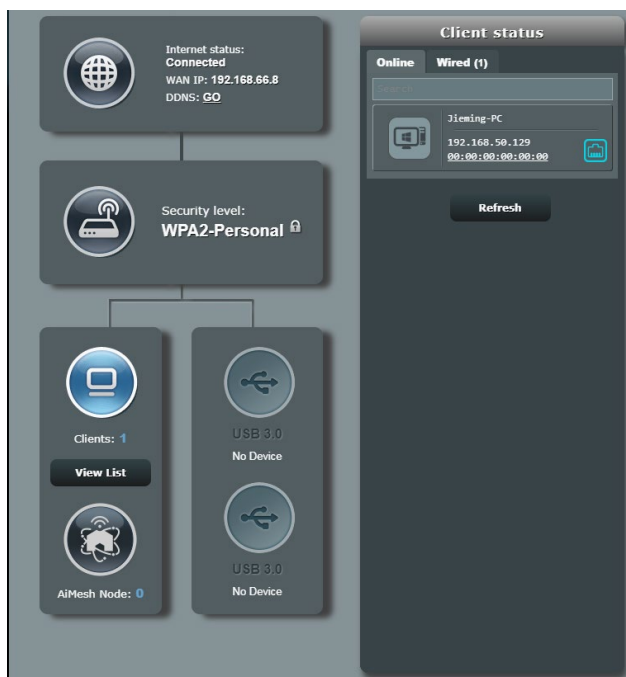 Internet status:
Connected
WAN IP: 192.168.66.8
DDNS: GO
Security level:
WPA2-Personal
Clients: 1
View List
AiMesh Node: 0
USB 3.0
No Device
USB 3.0
No Device
Client status
Online Wired (1)
Search
Jieming-PC
192.168.50.129
00:00:00:00:00:00
Refresh